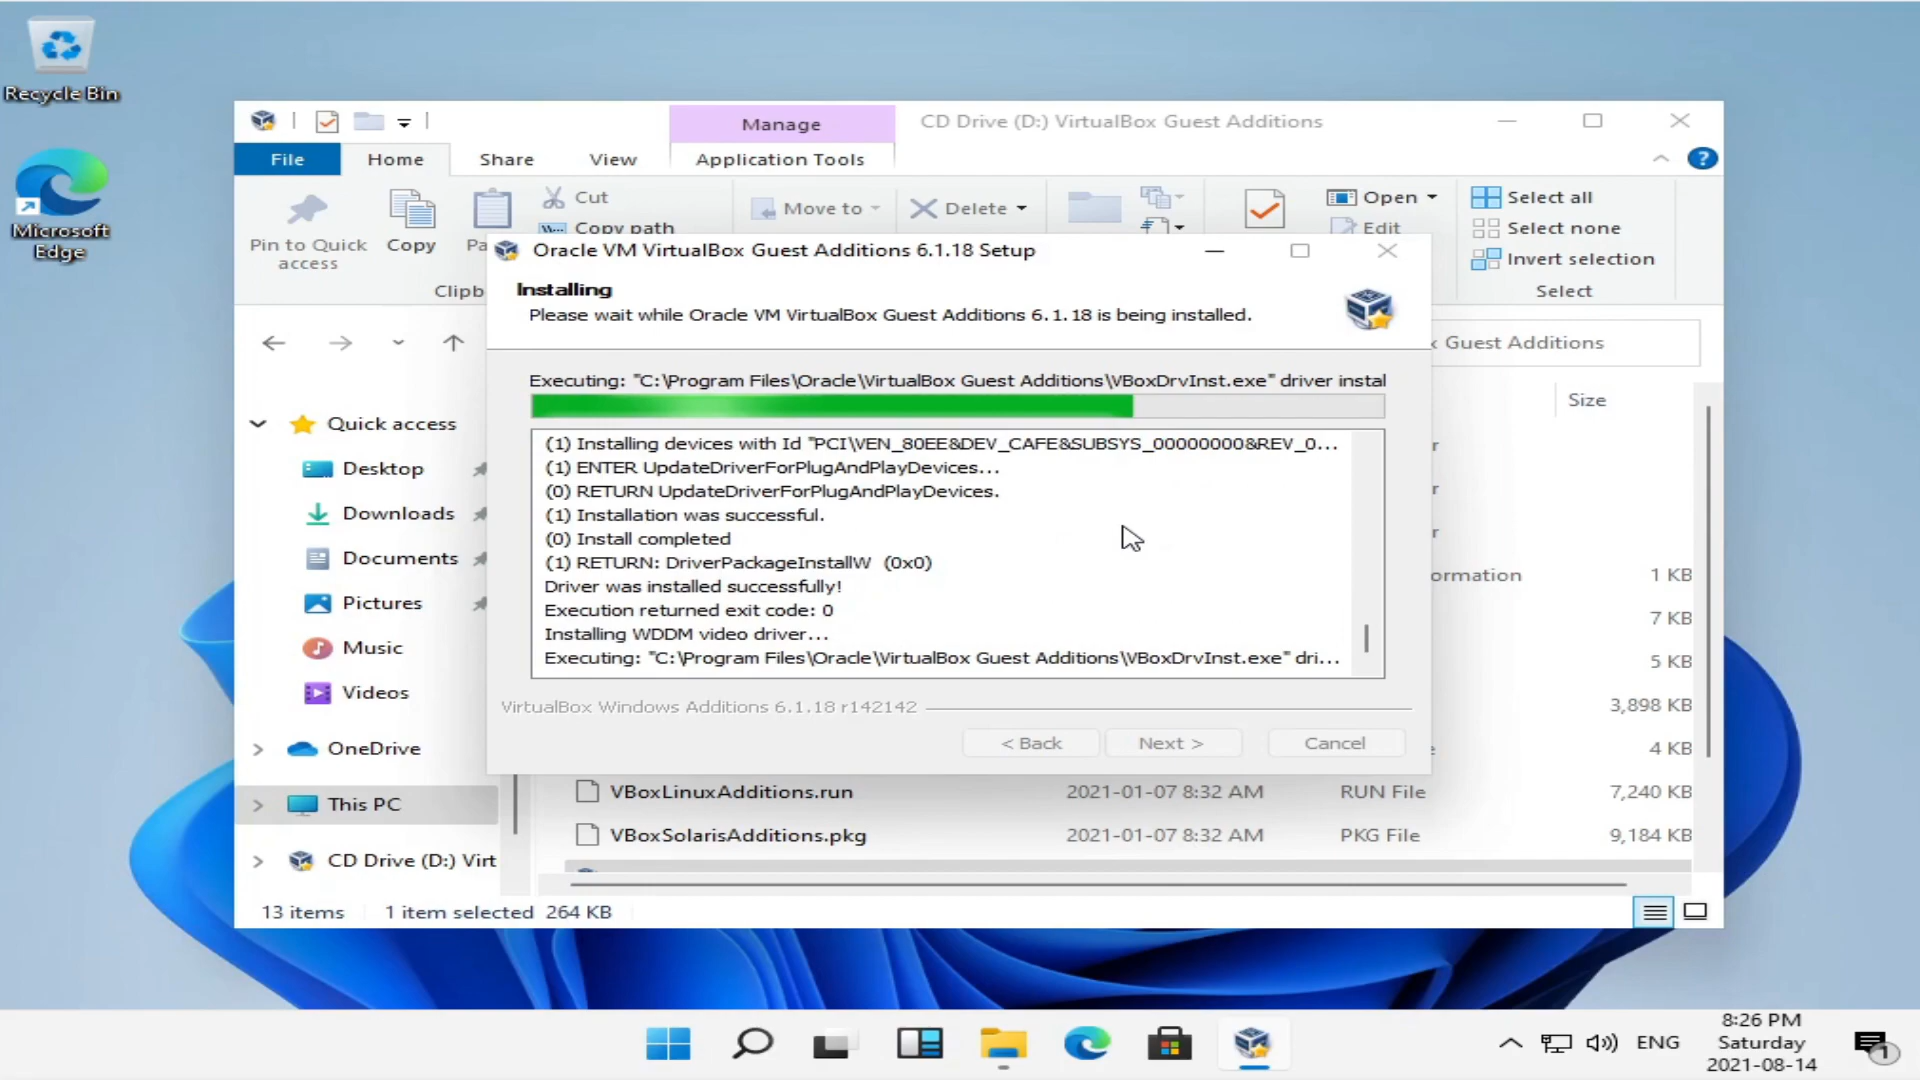 Recycle Bin
Microsoft
Edge
Manage
CD Drive (D:) VirtualBox Guest Additions
File
Home
Share
View
Application Tools
?
Pin to Quick
access
Copy
Pa
Cut
Copy path
Move to
Delete
Open
Edit
Select all
Select none
Invert selection
Clipb
Select
Oracle VM VirtualBox Guest Additions 6.1.18 Setup
Installing
Please wait while Oracle VM VirtualBox Guest Additions 6.1.18 is being installed.
Guest Additions
Executing: "C:\Program Files\Oracle\VirtualBox Guest Additions\VBoxDrvInst.exe" driver instal
(1) Installing devices with Id "PCI\VEN_80EE&DEV_CAFE&SUBSYS_00000000&REV_0...
(1) ENTER UpdateDriverForPlugAndPlayDevices...
(0) RETURN UpdateDriverForPlugAndPlayDevices.
(1) Installation was successful.
(0) Install completed
(1) RETURN: DriverPackageInstallW (0x0)
Driver was installed successfully!
Execution returned exit code: 0
Installing WDDM video driver...
Executing: "C:\Program Files\Oracle\VirtualBox Guest Additions\VBoxDrvInst.exe" dri...
VirtualBox Windows Additions 6.1.18 r142142
< Back
Next >
Cancel
Quick access
Desktop
Downloads
Documents
Pictures
Music
Videos
OneDrive
This PC
CD Drive (D:) Virt
Size
r
r
r
ormation
1 KB
7 KB
5 KB
3,898 KB
e
4 KB
VBoxLinuxAdditions.run
2021-01-07 8:32 AM
RUN File
7,240 KB
VBoxSolarisAdditions.pkg
2021-01-07 8:32 AM
PKG File
9,184 KB
13 items
1 item selected 264 KB
ENG
8:26 PM
Saturday
2021-08-14
1